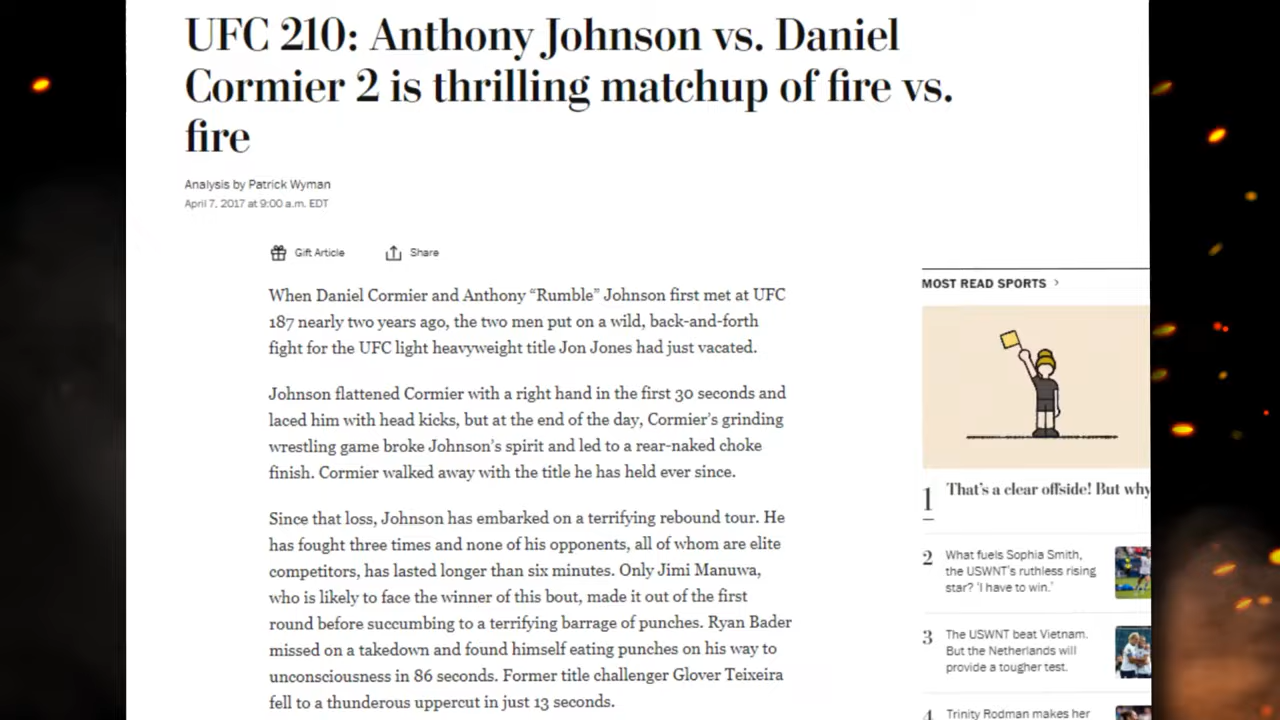 UFC 210: Anthony Johnson vs. Daniel
Cormier 2 is thrilling matchup of fire vs.
fire
Analysis by Patrick Wyman
April 7, 2017 at 9:00 a.m. EDT
Gift Article
Share
When Daniel Cormier and Anthony “Rumble” Johnson first met at UFC
187 nearly two years ago, the two men put on a wild, back-and-forth
fight for the UFC light heavyweight title Jon Jones had just vacated.
Johnson flattened Cormier with a right hand in the first 30 seconds and
laced him with head kicks, but at the end of the day, Cormier’s grinding
wrestling game broke Johnson’s spirit and led to a rear-naked choke
finish. Cormier walked away with the title he has held ever since.
Since that loss, Johnson has embarked on a terrifying rebound tour. He
has fought three times and none of his opponents, all of whom are elite
competitors, has lasted longer than six minutes. Only Jimi Manuwa,
who is likely to face the winner of this bout, made it out of the first
round before succumbing to a terrifying barrage of punches. Ryan Bader
missed on a takedown and found himself eating punches on his way to
unconsciousness in 86 seconds. Former title challenger Glover Teixeira
fell to a thunderous uppercut in just 13 seconds.
MOST READ SPORTS >
1 That’s a clear offside! But why
2 What fuels Sophia Smith,
the USWNT’s ruthless rising
star? ‘I have to win.’
3 The USWNT beat Vietnam.
But the Netherlands will
provide a tougher test.
4 Trinity Rodman makes her